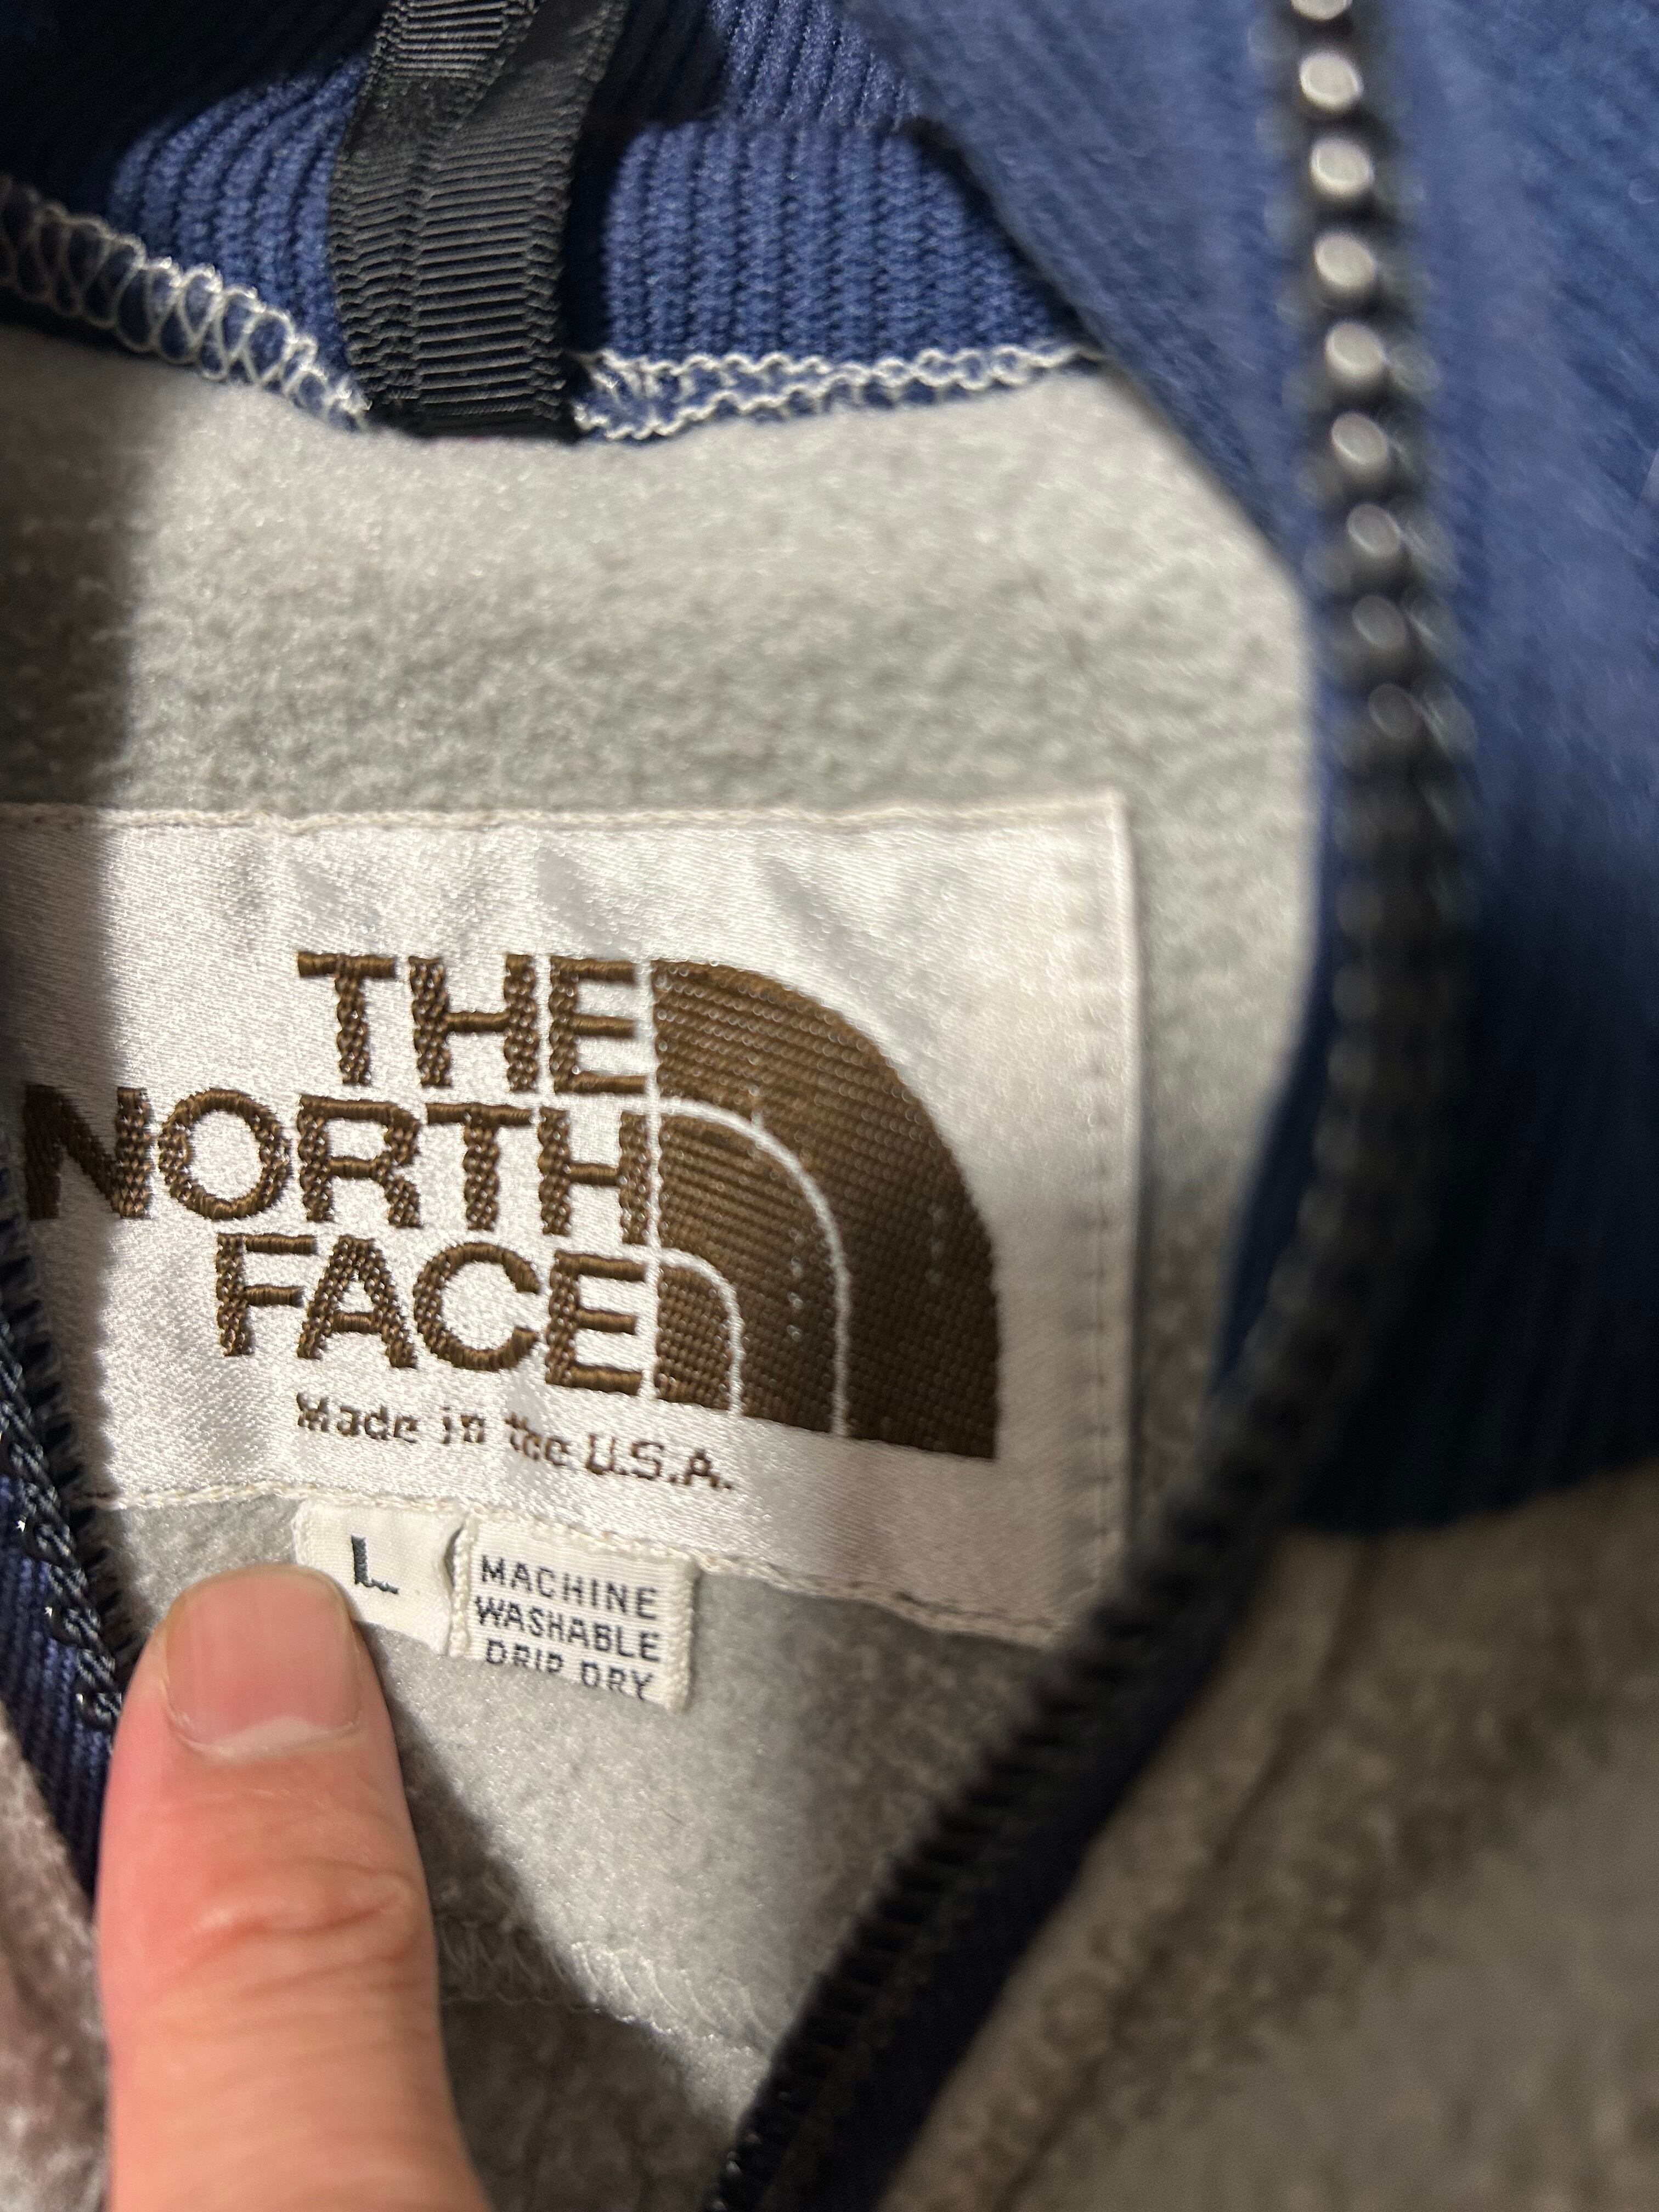 THE
NORTH
FACE
Made in the U.S.A.
L
MACHINE
WASHABLE
DRIP DRY